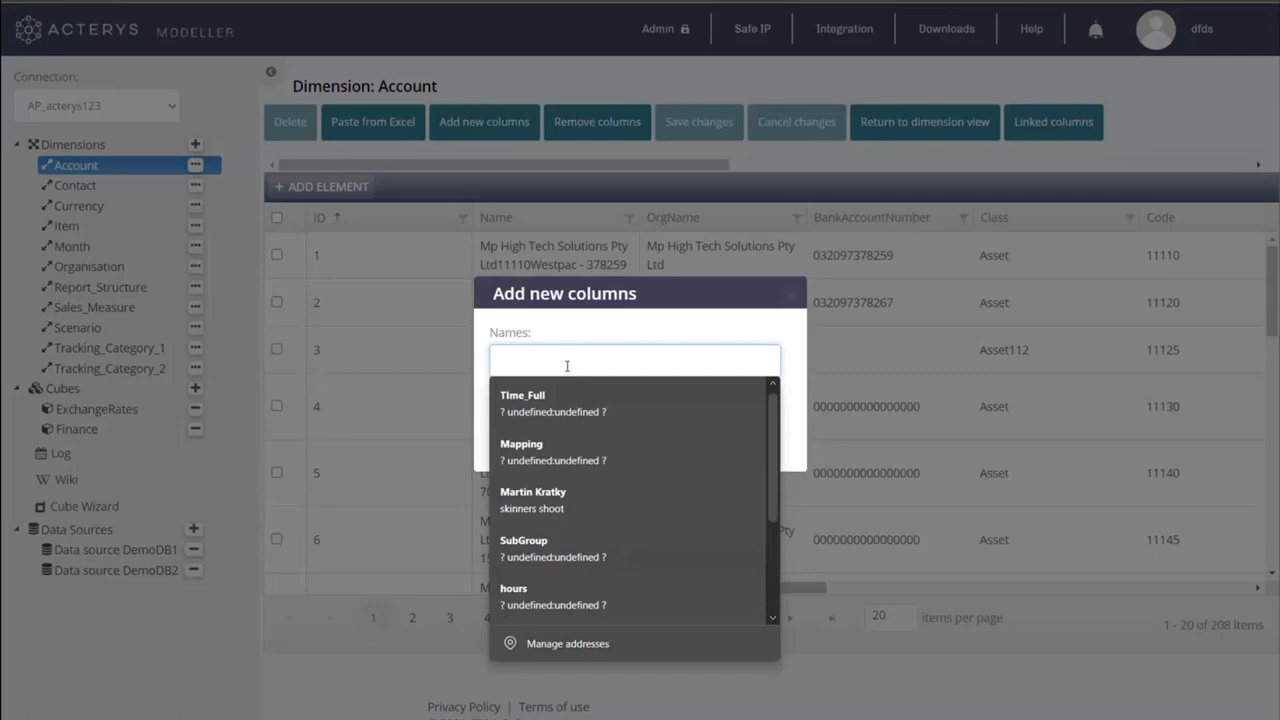 ACTERYS MODELLER
Admin
Safe IP
Integration
Downloads
Help
dfds
Connection:
AP_acterys123
Dimensions
Account
Contact
Currency
Item
Month
Organisation
Report_Structure
Sales_Measure
Scenario
Tracking_Category_1
Tracking_Category_2
Cubes
ExchangeRates
Finance
Log
Wiki
Cube Wizard
Data Sources
Data source DemoDB1
Data source DemoDB2
Dimension: Account
Delete
Paste from Excel
Add new columns
Remove columns
Save changes
Cancel changes
Return to dimension view
Linked columns
+ ADD ELEMENT
ID ↑ Name OrgName BankAccountNumber Class Code
1 Mp High Tech Solutions Pty Mp High Tech Solutions Pty 032097378259 Asset 11110
Ltd11110Westpac - 378259 Ltd
2 032097378267 Asset 11120
3 Asset112 11125
4 0000000000000000 Asset 11130
5 0000000000000000 Asset 11140
6 0000000000000000 Asset 11145
Add new columns
Names:
TIme_Full
? undefined:undefined ?
Mapping
? undefined:undefined ?
Martin Kratky
skinners shoot
SubGroup
? undefined:undefined ?
hours
? undefined:undefined ?
Manage addresses
1 2 3 4
20 items per page
1 - 20 of 208 items
Privacy Policy | Terms of use